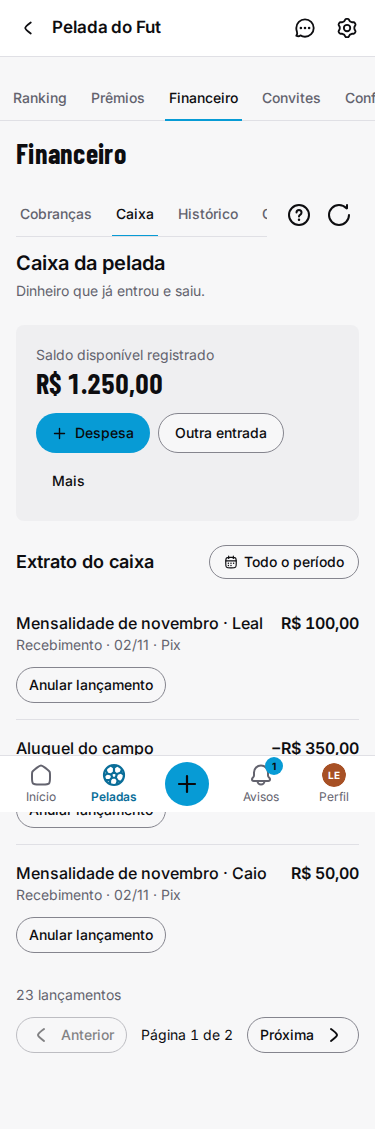 Pelada do Fut
Ranking Prêmios Financeiro Convites Conf
Financeiro
Cobranças Caixa Histórico
Caixa da pelada
Dinheiro que já entrou e saiu.
Saldo disponível registrado
R$ 1.250,00
+ Despesa Outra entrada
Mais
Extrato do caixa Todo o período
Mensalidade de novembro · Leal R$ 100,00
Recebimento · 02/11 · Pix
Anular lançamento
Aluguel do campo −R$ 350,00
1
LE
Início Peladas Avisos Perfil
Anular lançamento
Mensalidade de novembro · Caio R$ 50,00
Recebimento · 02/11 · Pix
Anular lançamento
23 lançamentos
Anterior Página 1 de 2 Próxima